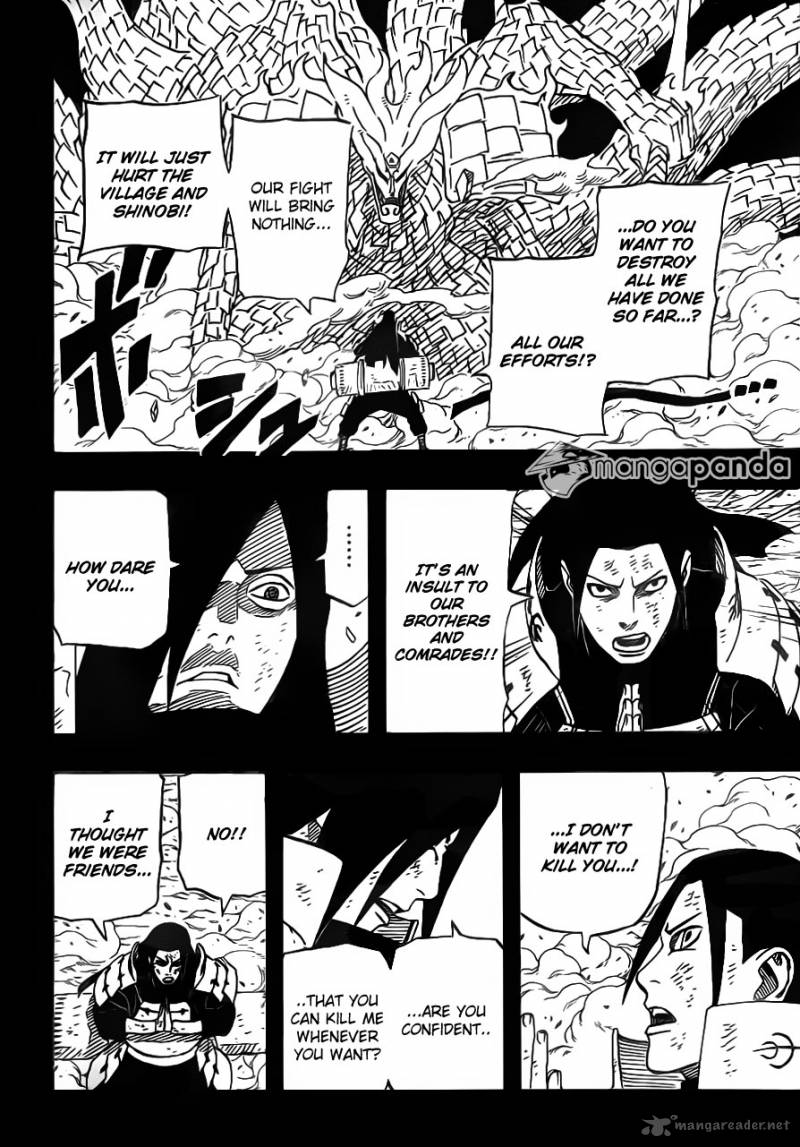 OUR FIGHT
WILL BRING
NOTHING...
IT WILL JUST
HURT THE
VILLAGE AND
SHINOBI!
...DO YOU
WANT TO
DESTROY
ALL WE
HAVE DONE
SO FAR...?
ALL OUR
EFFORTS!?
ボシュ
mangapanda
IT'S AN
INSULT TO
OUR
BROTHERS
AND
COMRADES!!
........
HOW DARE
YOU...
...I DON'T
WANT TO
KILL YOU...!
..ARE YOU
CONFIDENT..
..THAT YOU
CAN KILL ME
WHENEVER
YOU WANT?
NO!!
I
THOUGHT
WE WERE
FRIENDS...
mangareader.net